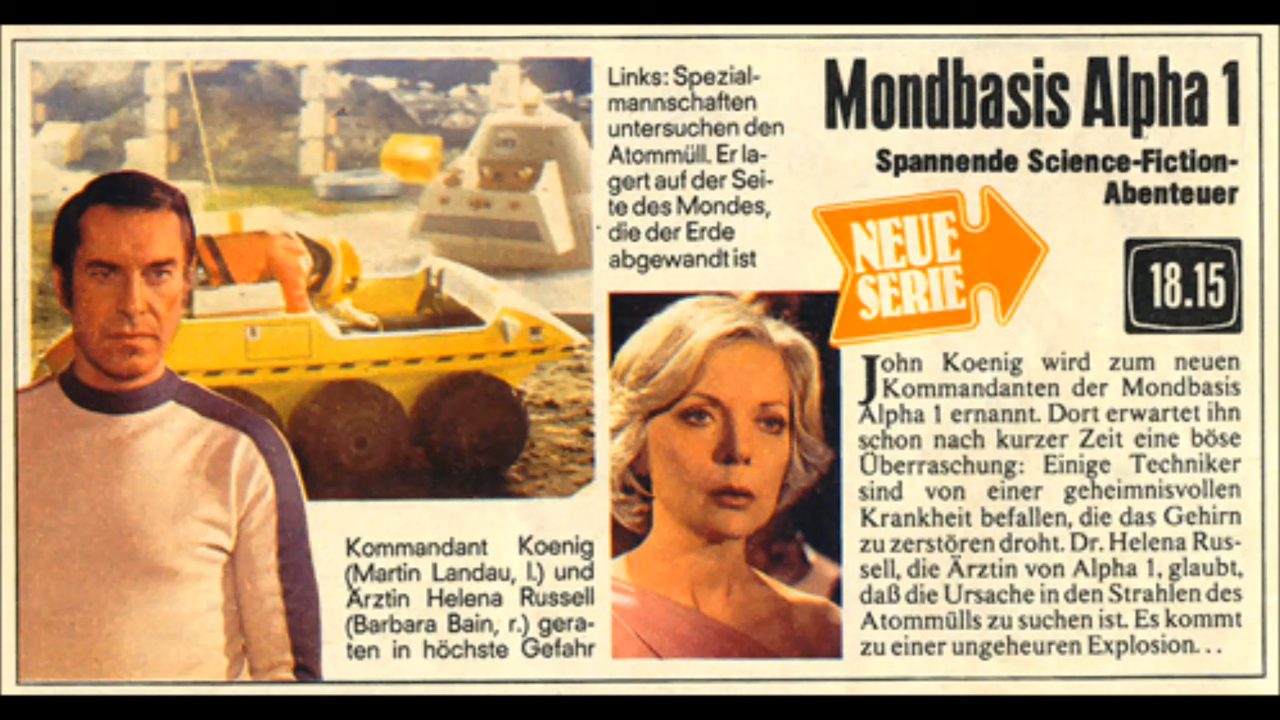 Links: Spezial-
mannschaften
untersuchen den
Atommüll. Er la-
gert auf der Sei-
te des Mondes,
die der Erde
abgewandt ist
Kommandant Koenig
(Martin Landau, l.) und
Ärztin Helena Russell
(Barbara Bain, r.) gera-
ten in höchste Gefahr
Mondbasis Alpha 1
Spannende Science-Fiction-
Abenteuer
NEUE
SERIE
18.15
John Koenig wird zum neuen
Kommandanten der Mondbasis
Alpha 1 ernannt. Dort erwartet ihn
schon nach kurzer Zeit eine böse
Überraschung: Einige Techniker
sind von einer geheimnisvollen
Krankheit befallen, die das Gehirn
zu zerstören droht. Dr. Helena Rus-
sell, die Ärztin von Alpha 1, glaubt,
daß die Ursache in den Strahlen des
Atommülls zu suchen ist. Es kommt
zu einer ungeheuren Explosion...